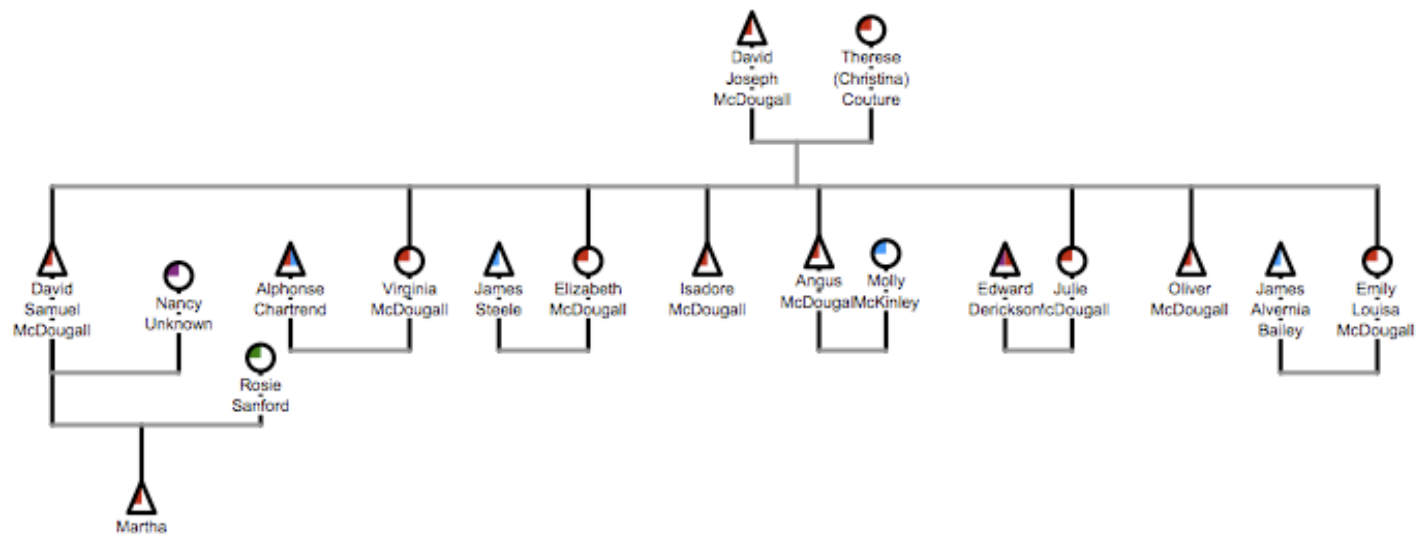 David
Joseph
McDougall
Therese
(Christina)
Couture
David
Samuel
McDougall
Nancy
Unknown
Alphonse
Chartrend
Virginia
McDougall
James
Steele
Elizabeth
McDougall
Isadore
McDougall
Angus
McDougall
Molly
McKinley
Edward
Derickson
Julie
McDougall
Oliver
McDougall
James
Alvernia
Bailey
Emily
Louisa
McDougall
Rosie
Sanford
Martha